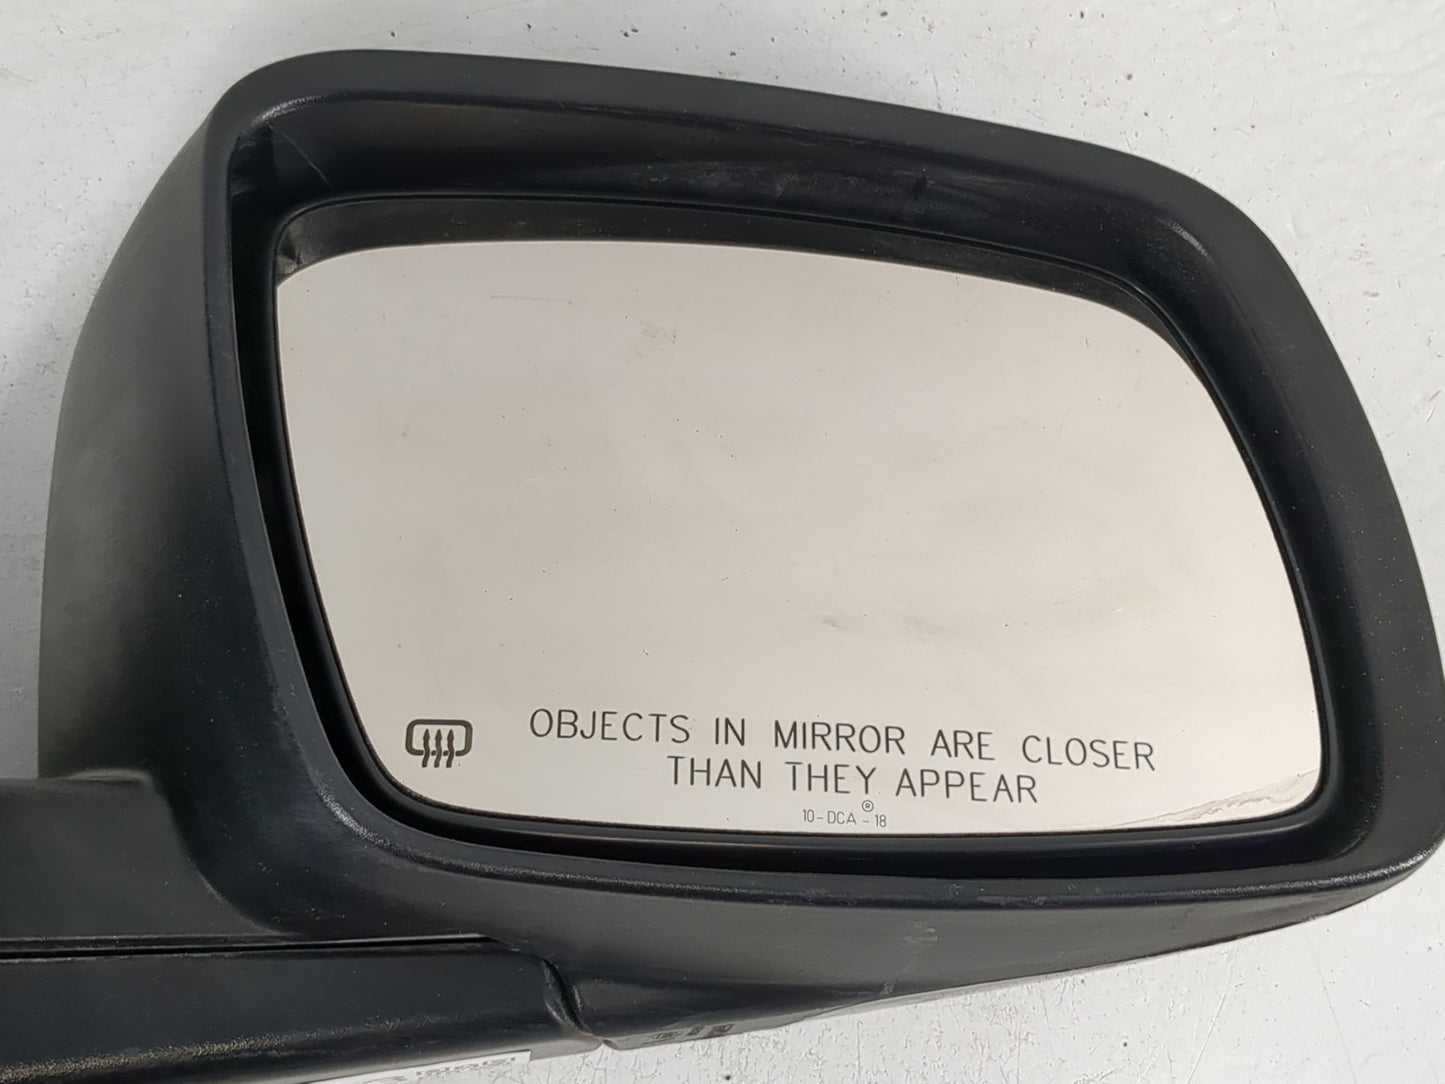 OBJECTS IN MIRROR ARE CLOSER
THAN THEY APPEAR
®
10-DCA-18